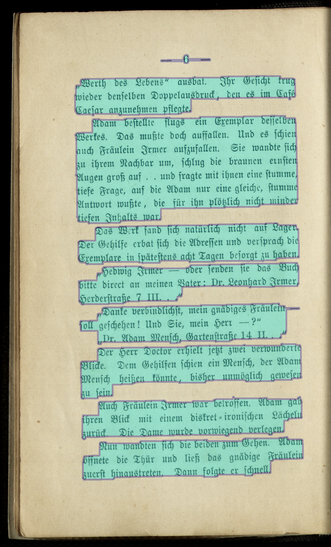 6
Werth des Lebens“ ausbat. Ihr Gesicht trug
wieder denselben Doppelausdruck, den es im Café
Caesar anzunehmen pflegte.
Adam bestellte flugs ein Exemplar desselben
Werkes. Das mußte doch auffallen. Und es schien
auch Fräulein Irmer aufzufallen. Sie wandte sich
zu ihrem Nachbar um, schlug die braunen ernsten
Augen groß auf . . und fragte mit ihnen eine stumme,
tiefe Frage, auf die Adam nur eine gleiche, stumme
Antwort wußte, die für ihn plötzlich nicht minder
tiefen Inhalts war.
Das Werk fand sich natürlich nicht auf Lager.
Der Gehilfe erbat sich die Adressen und versprach die
Exemplare in spätestens acht Tagen besorgt zu haben.
Hedwig Irmer — oder senden sie das Buch
bitte direct an meinen Vater: Dr. Leonhard Irmer,
Herderstraße 7 III. . .
Danke verbindlichst, mein gnädiges Fräulein
soll geschehen! Und Sie, mein Herr —?“
Dr. Adam Mensch, Gartenstraße 14 II.
Der Herr Doctor erhielt jetzt zwei verwunderte
Blicke. Dem Gehilfen schien ein Mensch, der Adam
Mensch heißen könnte, bisher unmöglich gewesen
zu sein.
Auch Fräulein Irmer war betroffen. Adam gab
ihren Blick mit einem diskret-ironischen Lächeln
zurück. Die Dame wurde vorwiegend verlegen.
Nun wandten sich die beiden zum Gehen. Adam
öffnete die Thür und ließ das gnädige Fräulein
zuerst hinaustreten. Dann folgte er schnell